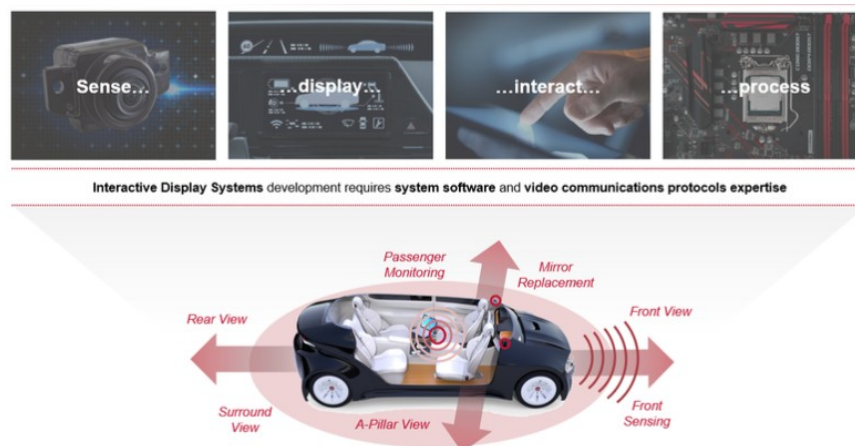 Sense...
...display...
...interact...
...process
Interactive Display Systems development requires system software and video communications protocols expertise
Passenger
Monitoring
Mirror
Replacement
Rear View
Front View
Surround
View
A-Pillar View
Front
Sensing